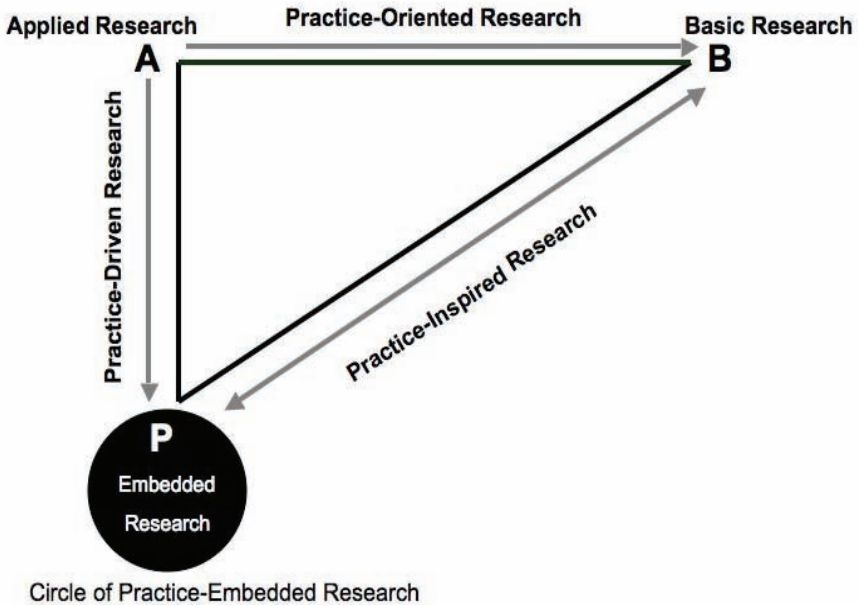 Practice-Oriented Research
Applied Research
Basic Research
A
B
Practice-Driven Research
Practice-Inspired Research
P
Embedded
Research
Circle of Practice-Embedded Research